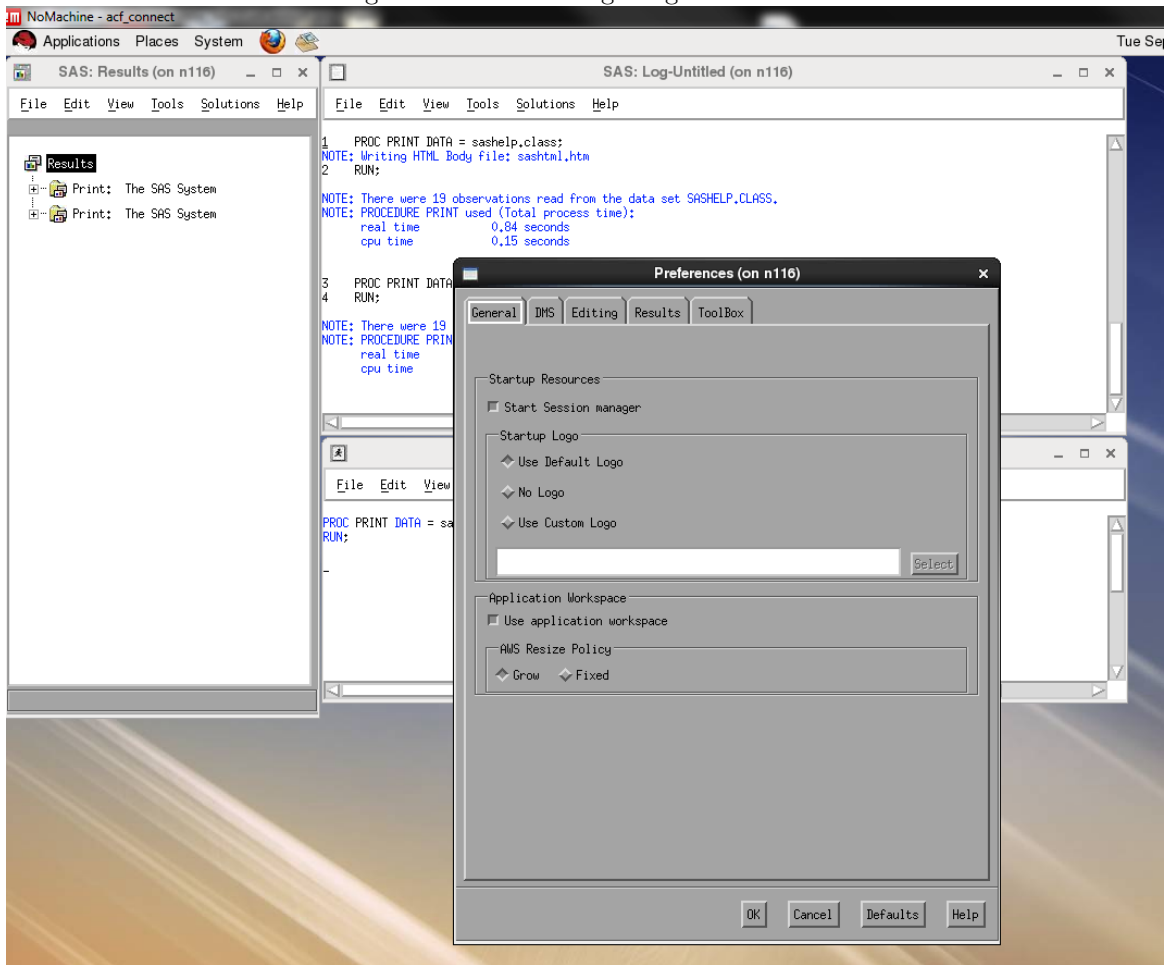 NoMachine - acf_connect
Applications Places System
Tue Sep
SAS: Results (on n116)
File Edit View Tools Solutions Help
Results
Print: The SAS System
Print: The SAS System
SAS: Log-Untitled (on n116)
File Edit View Tools Solutions Help
1 PROC PRINT DATA = sashelp.class;
NOTE: Writing HTML Body file: sashtml.htm
2 RUN;
NOTE: There were 19 observations read from the data set SASHELP.CLASS.
NOTE: PROCEDURE PRINT used (Total process time):
real time 0.84 seconds
cpu time 0.15 seconds
3 PROC PRINT DATA
4 RUN;
NOTE: There were 19
NOTE: PROCEDURE PRIN
real time
cpu time
File Edit View
PROC PRINT DATA = sa
RUN;
Preferences (on n116)
General DMS Editing Results ToolBox
Startup Resources
Start Session manager
Startup Logo
Use Default Logo
No Logo
Use Custom Logo
Select
Application Workspace
Use application workspace
AWS Resize Policy
Grow Fixed
OK Cancel Defaults Help